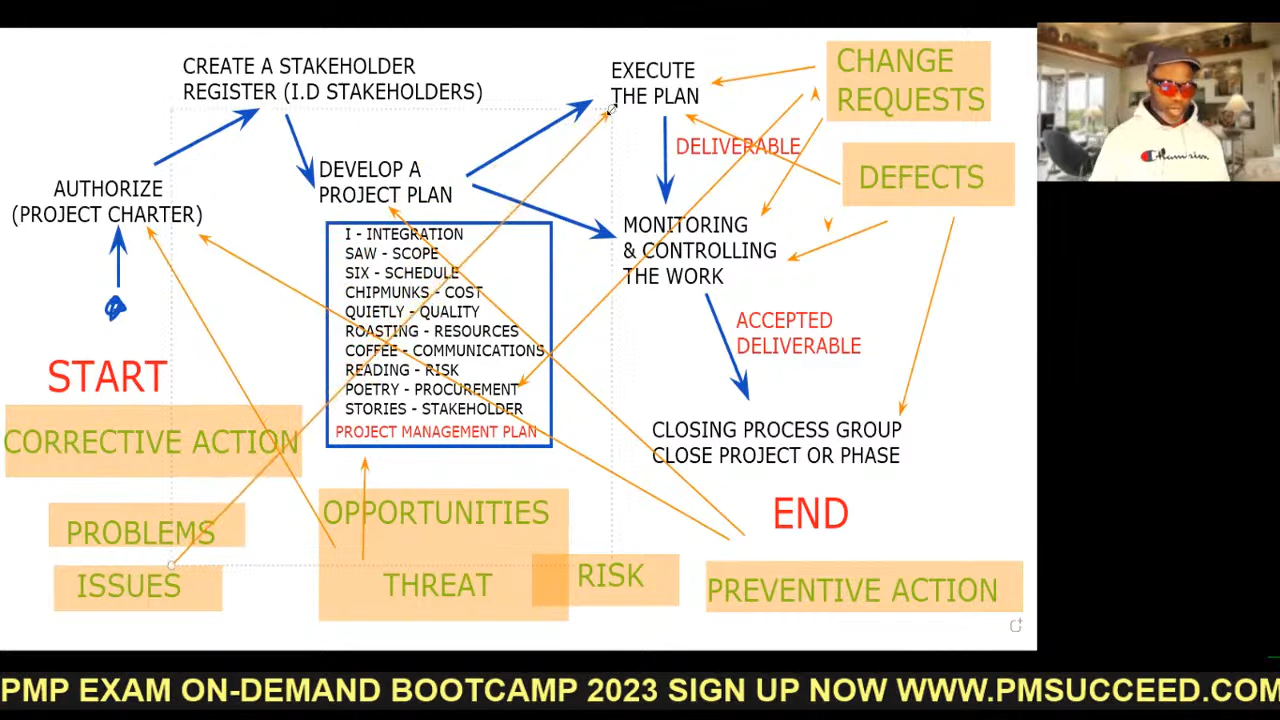 CREATE A STAKEHOLDER
REGISTER (I.D STAKEHOLDERS)
EXECUTE
THE PLAN
CHANGE
REQUESTS
Champion
DELIVERABLE
DEVELOP A
PROJECT PLAN
DEFECTS
AUTHORIZE
(PROJECT CHARTER)
I - INTEGRATION
SAW - SCOPE
SIX - SCHEDULE
CHIPMUNKS - COST
QUIETLY - QUALITY
ROASTING - RESOURCES
COFFEE - COMMUNICATIONS
READING - RISK
POETRY - PROCUREMENT
STORIES - STAKEHOLDER
PROJECT MANAGEMENT PLAN
MONITORING
& CONTROLLING
THE WORK
ACCEPTED
DELIVERABLE
START
CORRECTIVE ACTION
CLOSING PROCESS GROUP
CLOSE PROJECT OR PHASE
END
PROBLEMS
ISSUES
OPPORTUNITIES
THREAT
RISK
PREVENTIVE ACTION
PMP EXAM ON-DEMAND BOOTCAMP 2023 SIGN UP NOW WWW.PMSUCCEED.COM